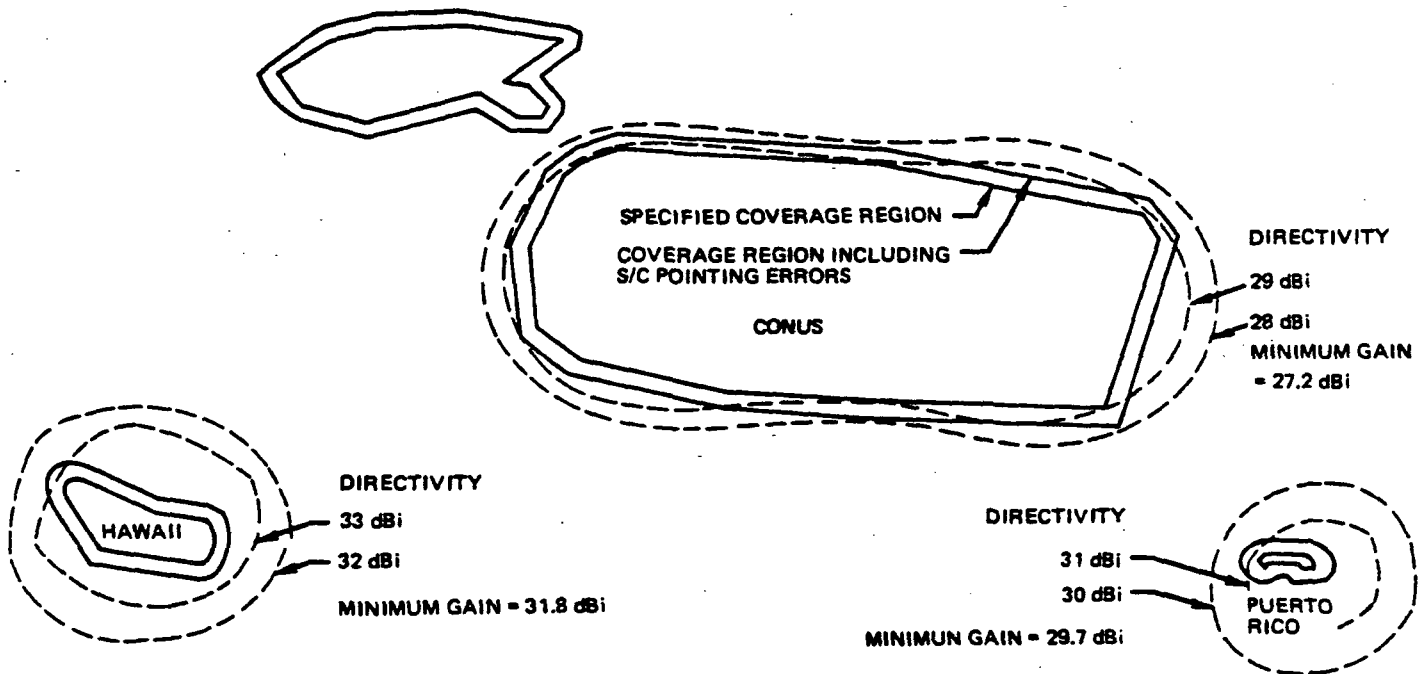 SPECIFIED COVERAGE REGION
COVERAGE REGION INCLUDING
S/C POINTING ERRORS
CONUS
DIRECTIVITY
29 dBi
28 dBi
MINIMUM GAIN
= 27.2 dBi
HAWAII
DIRECTIVITY
33 dBi
32 dBi
MINIMUM GAIN = 31.8 dBi
DIRECTIVITY
31 dBi
30 dBi
MINIMUN GAIN = 29.7 dBi
PUERTO
RICO